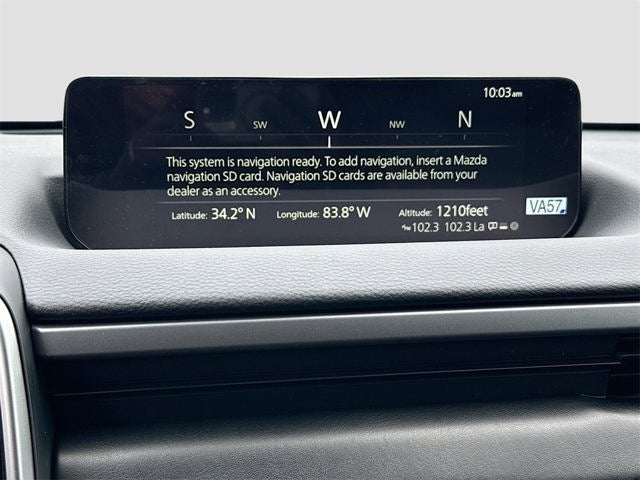 10:03am
S SW W NW N
This system is navigation ready. To add navigation, insert a Mazda
navigation SD card. Navigation SD cards are available from your
dealer as an accessory.
Latitude: 34.2° N Longitude: 83.8° W Altitude: 1210feet
VA57
102.3 102.3 La